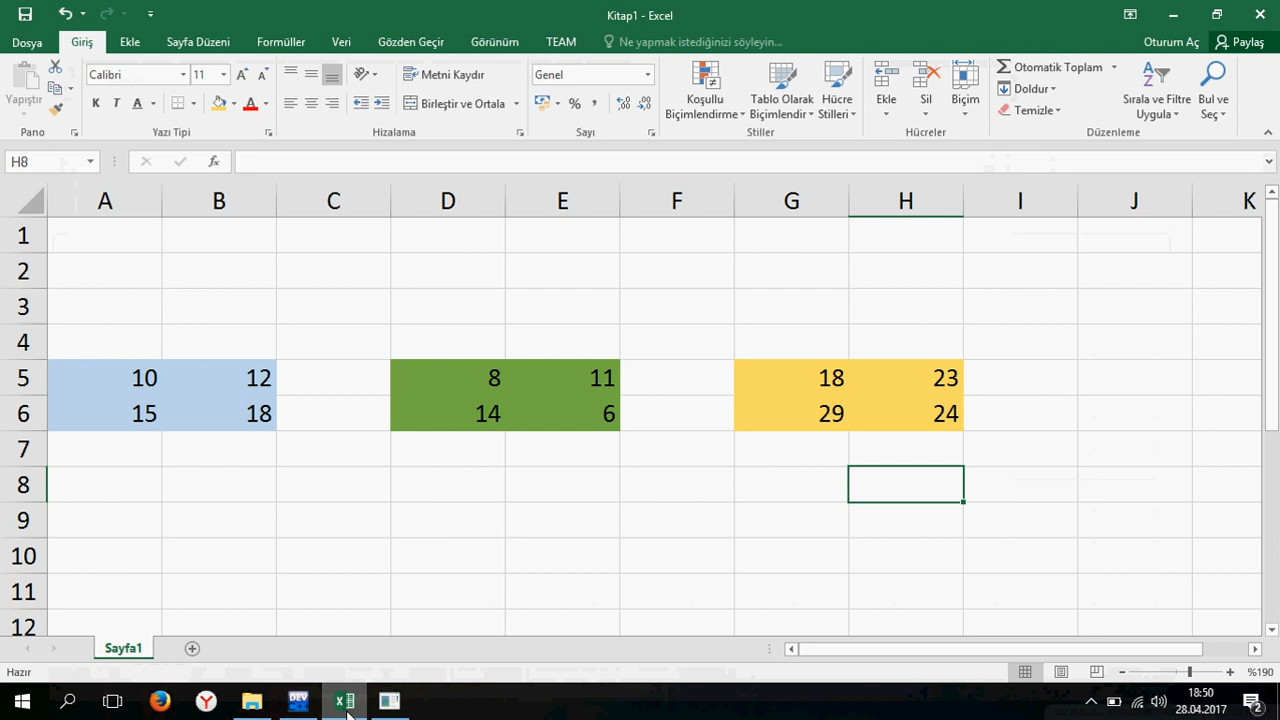 Kitap1 - Excel
Dosya Giriş Ekle Sayfa Düzeni Formüller Veri Gözden Geçir Görünüm TEAM Ne yapmak istediğinizi söyleyin... Oturum Aç Paylaş
Yapıştır
Calibri 11
K T A
Metni Kaydır
Birleştir ve Ortala
Genel
%
Koşullu Biçimlendirme
Tablo Olarak Biçimlendir
Hücre Stilleri
Ekle Sil Biçim
Otomatik Toplam
Doldur
Temizle
Sırala ve Filtre Uygula
Bul ve Seç
Pano Yazı Tipi Hizalama Sayı Stiller Hücreler Düzenleme
H8 fx
A B C D E F G H I J K
1
2
3
4
5 10 12 8 11 18 23
6 15 18 14 6 29 24
7
8
9
10
11
12
Sayfa1
Hazır %190
DEV
18:50
28.04.2017
2